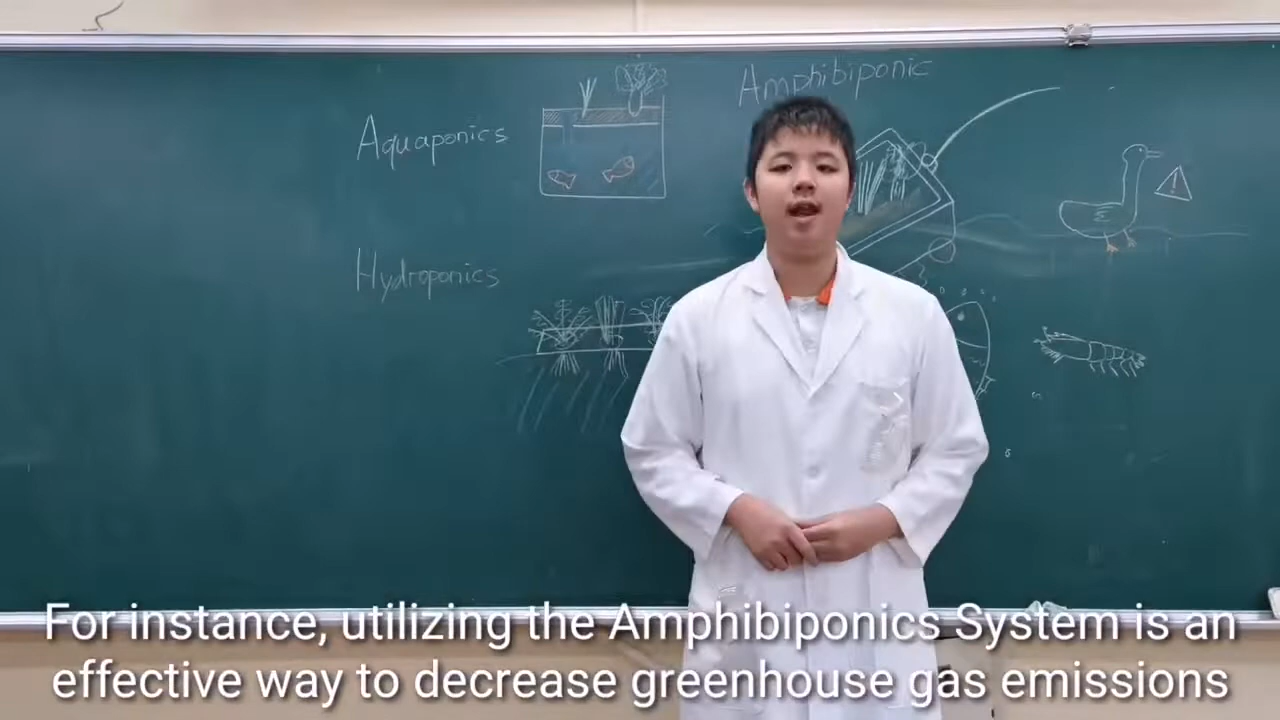 Amphibiponic
Aquaponics
Hydroponics
For instance, utilizing the Amphibiponics System is an
effective way to decrease greenhouse gas emissions